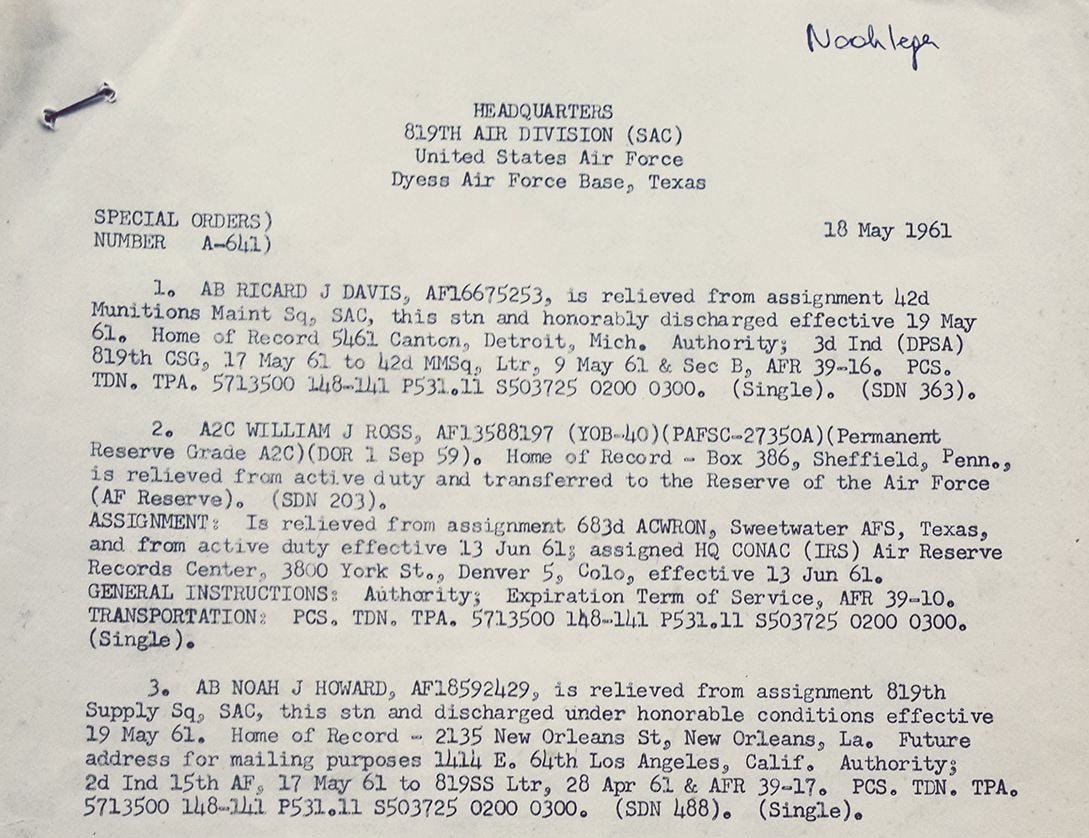 HEADQUARTERS
819TH AIR DIVISION (SAC)
United States Air Force
Dyess Air Force Base, Texas
SPECIAL ORDERS)
18 May 1961
NUMBER A-641)
1. AB RICARD J DAVIS, AF16675253, is relieved from assignment 42d
Munitions Maint Sq, SAC, this stn and honorably discharged effective 19 May
61. Home of Record 5461 Canton, Detroit, Mich. Authority; 3d Ind (DPSA)
819th CSG, 17 May 61 to 42d MMSq, Ltr, 9 May 61 & Sec B, AFR 39-16. PCS.
TDN. TPA. 5713500 148-141 P531.11 S503725 0200 0300. (Single). (SDN 363).
2. A2C WILLIAM J ROSS, AF13588197 (YOB-40)(PAFSC-27350A)(Permanent
Reserve Grade A2C)(DOR 1 Sep 59). Home of Record - Box 386, Sheffield, Penn.,
is relieved from active duty and transferred to the Reserve of the Air Force
(AF Reserve). (SDN 203).
ASSIGNMENT: Is relieved from assignment 683d ACWRON, Sweetwater AFS, Texas,
and from active duty effective 13 Jun 61; assigned HQ CONAC (IRS) Air Reserve
Records Center, 3800 York St., Denver 5, Colo, effective 13 Jun 61.
GENERAL INSTRUCTIONS: Authority; Expiration Term of Service, AFR 39-10.
TRANSPORTATION: PCS. TDN. TPA. 5713500 148-141 P531.11 S503725 0200 0300.
(Single).
3. AB NOAH J HOWARD, AF18592429, is relieved from assignment 819th
Supply Sq, SAC, this stn and discharged under honorable conditions effective
19 May 61. Home of Record - 2135 New Orleans St, New Orleans, La. Future
address for mailing purposes 1414 E. 64th Los Angeles, Calif. Authority;
2d Ind 15th AF, 17 May 61 to 819SS Ltr, 28 Apr 61 & AFR 39-17. PCS. TDN. TPA.
5713500 148-141 P531.11 S503725 0200 0300. (SDN 488). (Single).